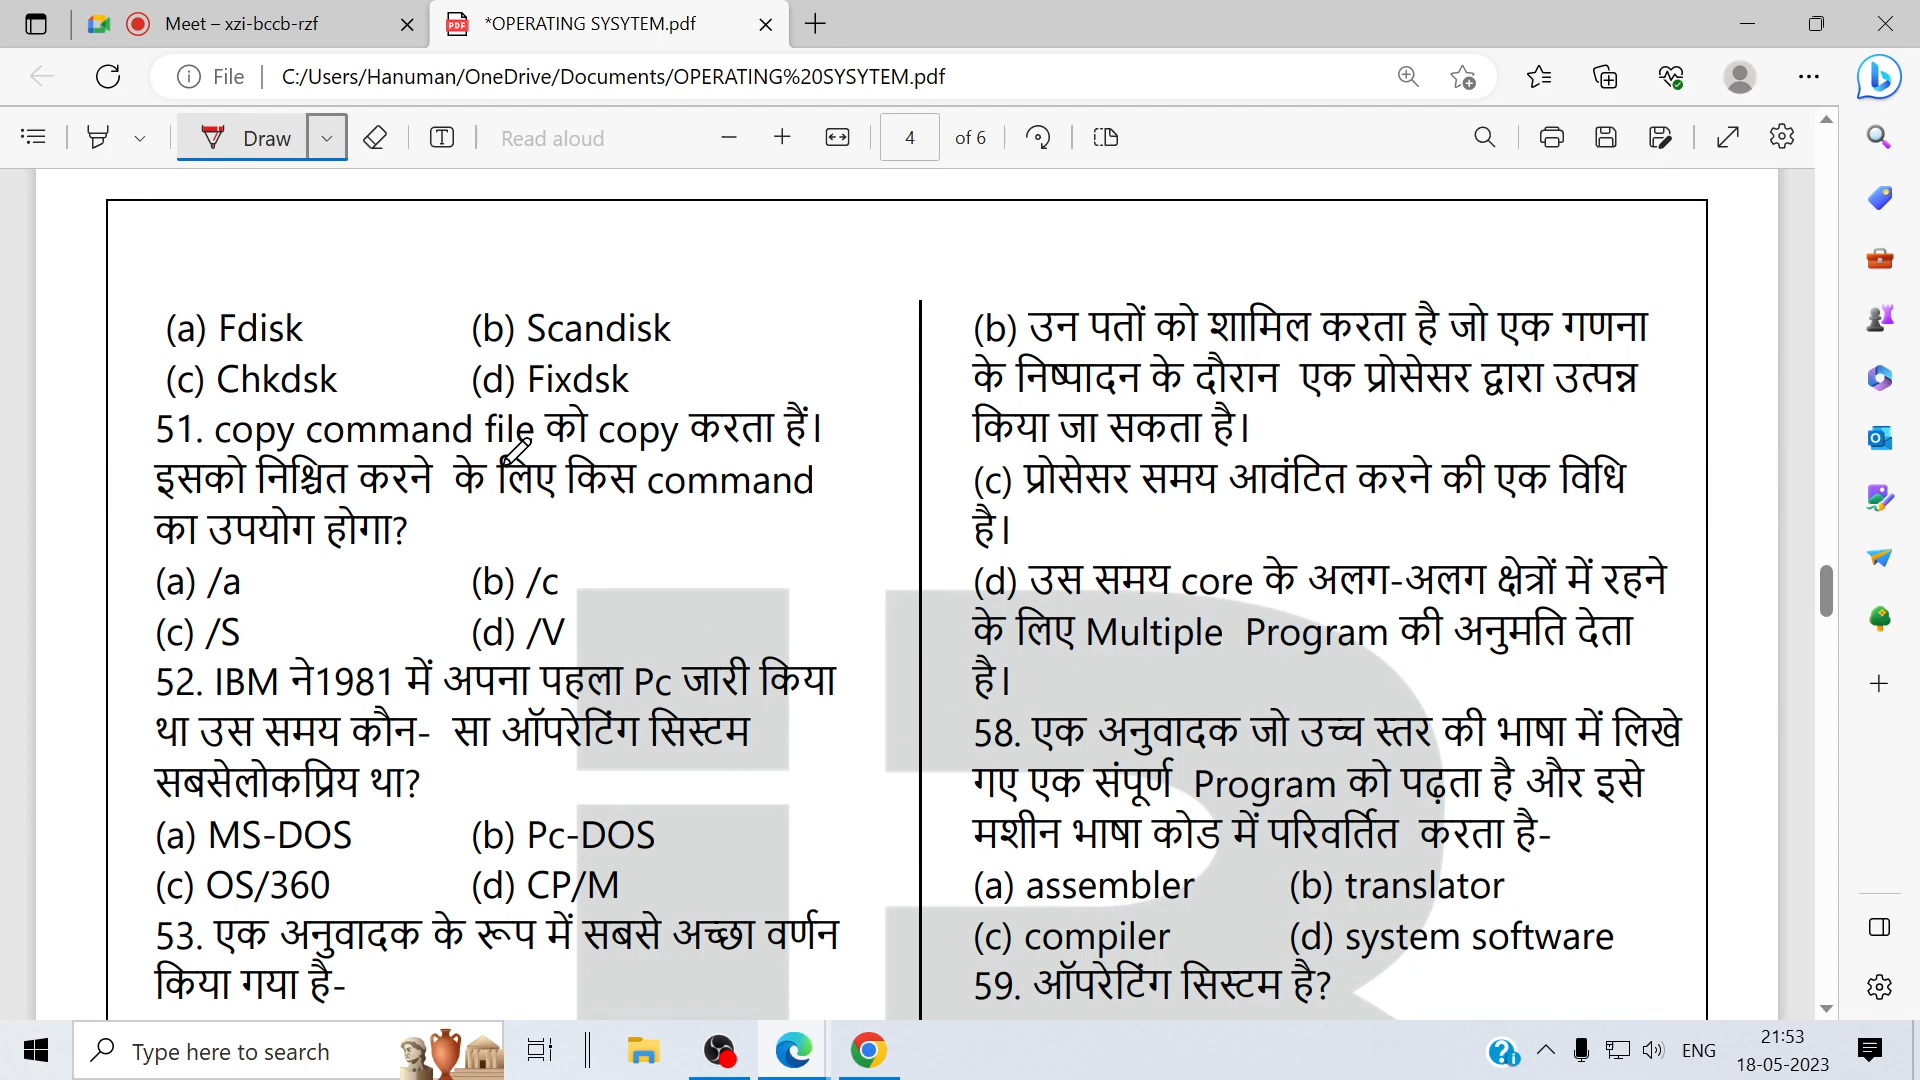 Meet – xzi-bccb-rzf
*OPERATING SYSYTEM.pdf
File
C:/Users/Hanuman/OneDrive/Documents/OPERATING%20SYSYTEM.pdf
Draw
Read aloud
4 of 6
(a) Fdisk (b) Scandisk
(c) Chkdsk (d) Fixdsk
51. copy command file को copy करता हैं।
इसको निश्चित करने के लिए किस command
का उपयोग होगा?
(a) /a (b) /c
(c) /S (d) /V
52. IBM ने1981 में अपना पहला Pc जारी किया
था उस समय कौन- सा ऑपरेटिंग सिस्टम
सबसेलोकप्रिय था?
(a) MS-DOS (b) Pc-DOS
(c) OS/360 (d) CP/M
53. एक अनुवादक के रूप में सबसे अच्छा वर्णन
किया गया है-
(b) उन पतों को शामिल करता है जो एक गणना
के निष्पादन के दौरान एक प्रोसेसर द्वारा उत्पन्न
किया जा सकता है।
(c) प्रोसेसर समय आवंटित करने की एक विधि
है।
(d) उस समय core के अलग-अलग क्षेत्रों में रहने
के लिए Multiple Program की अनुमति देता
है।
58. एक अनुवादक जो उच्च स्तर की भाषा में लिखे
गए एक संपूर्ण Program को पढ़ता है और इसे
मशीन भाषा कोड में परिवर्तित करता है-
(a) assembler (b) translator
(c) compiler (d) system software
59. ऑपरेटिंग सिस्टम है?
Type here to search
ENG
21:53
18-05-2023